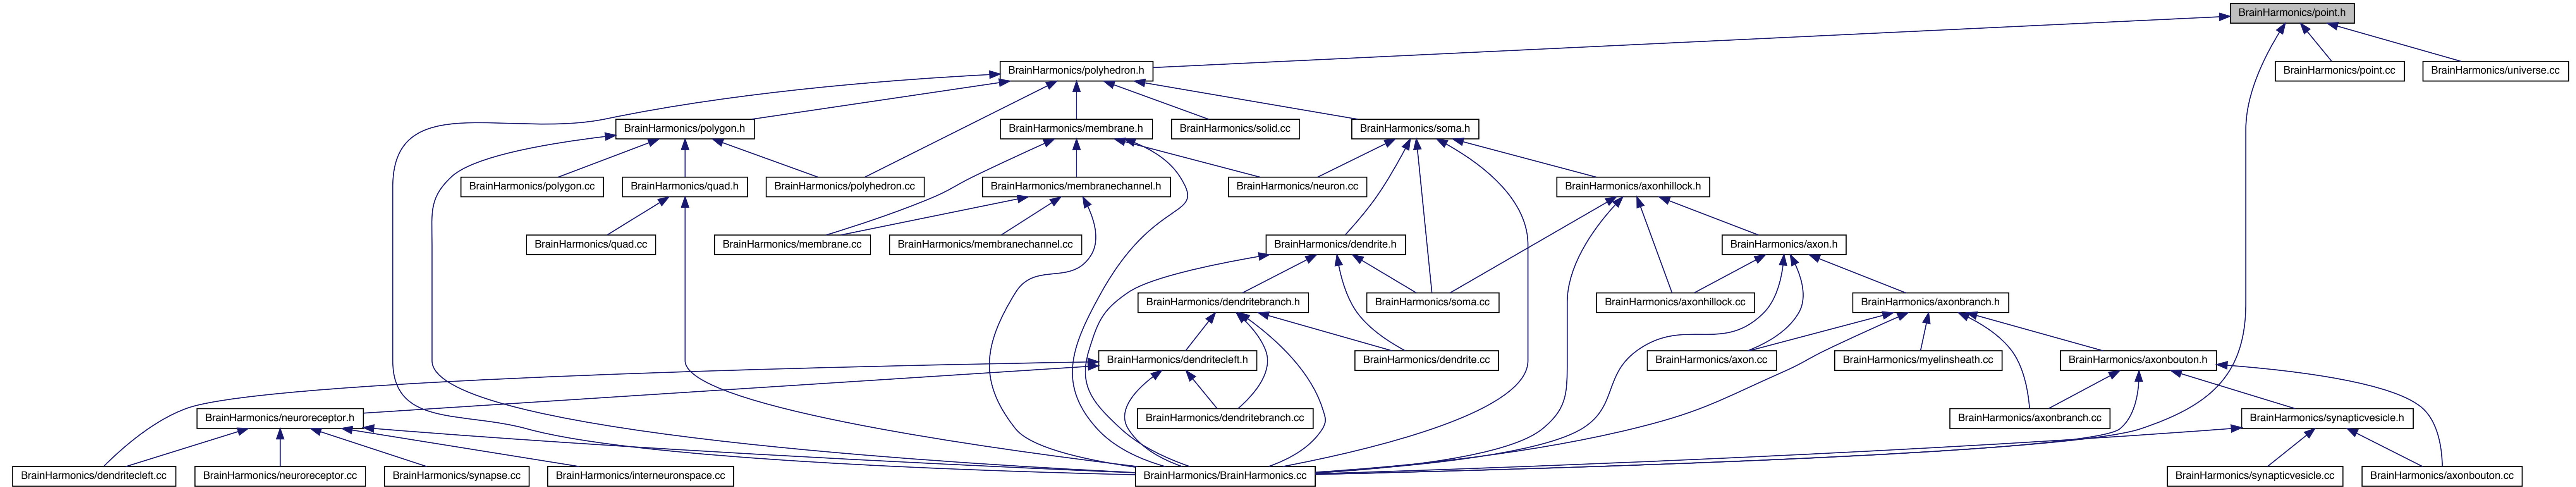 BrainHarmonics/point.h
BrainHarmonics/polyhedron.h
BrainHarmonics/point.cc
BrainHarmonics/universe.cc
BrainHarmonics/polygon.h
BrainHarmonics/membrane.h
BrainHarmonics/solid.cc
BrainHarmonics/soma.h
BrainHarmonics/polygon.cc
BrainHarmonics/quad.h
BrainHarmonics/polyhedron.cc
BrainHarmonics/membranechannel.h
BrainHarmonics/neuron.cc
BrainHarmonics/axonhillock.h
BrainHarmonics/quad.cc
BrainHarmonics/membrane.cc
BrainHarmonics/membranechannel.cc
BrainHarmonics/dendrite.h
BrainHarmonics/axon.h
BrainHarmonics/dendritebranch.h
BrainHarmonics/soma.cc
BrainHarmonics/axonhillock.cc
BrainHarmonics/axonbranch.h
BrainHarmonics/dendritecleft.h
BrainHarmonics/dendrite.cc
BrainHarmonics/axon.cc
BrainHarmonics/myelinsheath.cc
BrainHarmonics/axonbouton.h
BrainHarmonics/neuroreceptor.h
BrainHarmonics/dendritebranch.cc
BrainHarmonics/axonbranch.cc
BrainHarmonics/synapticvesicle.h
BrainHarmonics/dendritecleft.cc
BrainHarmonics/neuroreceptor.cc
BrainHarmonics/synapse.cc
BrainHarmonics/interneuronspace.cc
BrainHarmonics/BrainHarmonics.cc
BrainHarmonics/synapticvesicle.cc
BrainHarmonics/axonbouton.cc